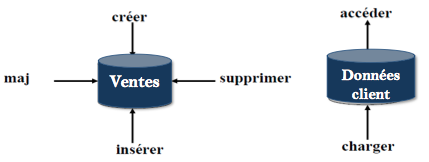 créer
maj
Ventes
supprimer
insérer
accéder
Données
client
charger